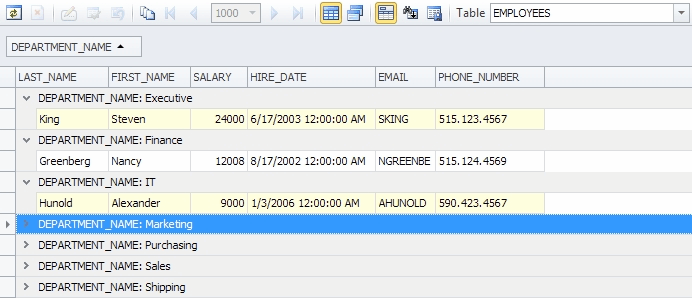 1000 Table EMPLOYEES
DEPARTMENT_NAME
LAST_NAME FIRST_NAME SALARY HIRE_DATE EMAIL PHONE_NUMBER
DEPARTMENT_NAME: Executive
King Steven 24000 6/17/2003 12:00:00 AM SKING 515.123.4567
DEPARTMENT_NAME: Finance
Greenberg Nancy 12008 8/17/2002 12:00:00 AM NGREENBE 515.124.4569
DEPARTMENT_NAME: IT
Hunold Alexander 9000 1/3/2006 12:00:00 AM AHUNOLD 590.423.4567
DEPARTMENT_NAME: Marketing
DEPARTMENT_NAME: Purchasing
DEPARTMENT_NAME: Sales
DEPARTMENT_NAME: Shipping